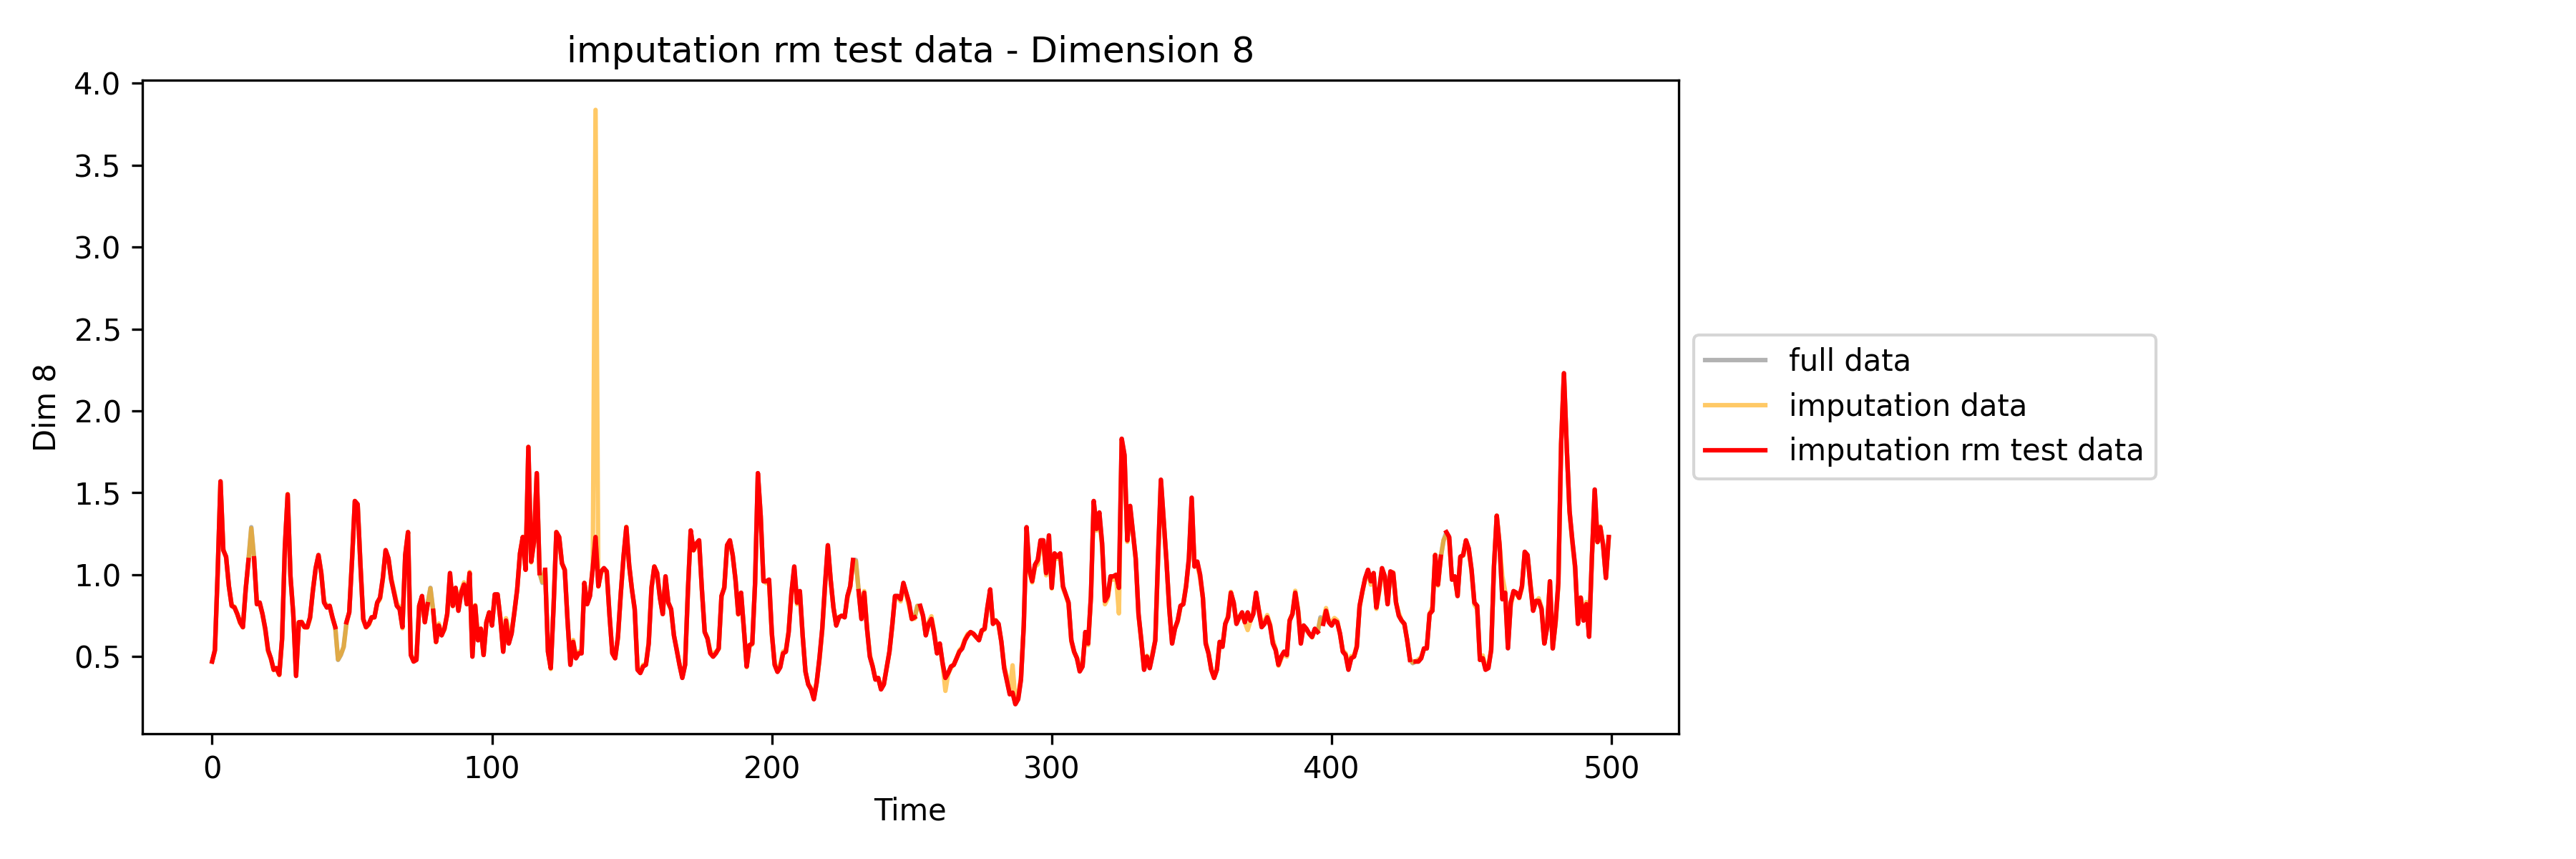 imputation rm test data - Dimension 8
4.0
3.5
3.0
2.5
2.0
1.5
1.0
0.5
Dim 8
0 100 200 300 400 500
Time
full data
imputation data
imputation rm test data